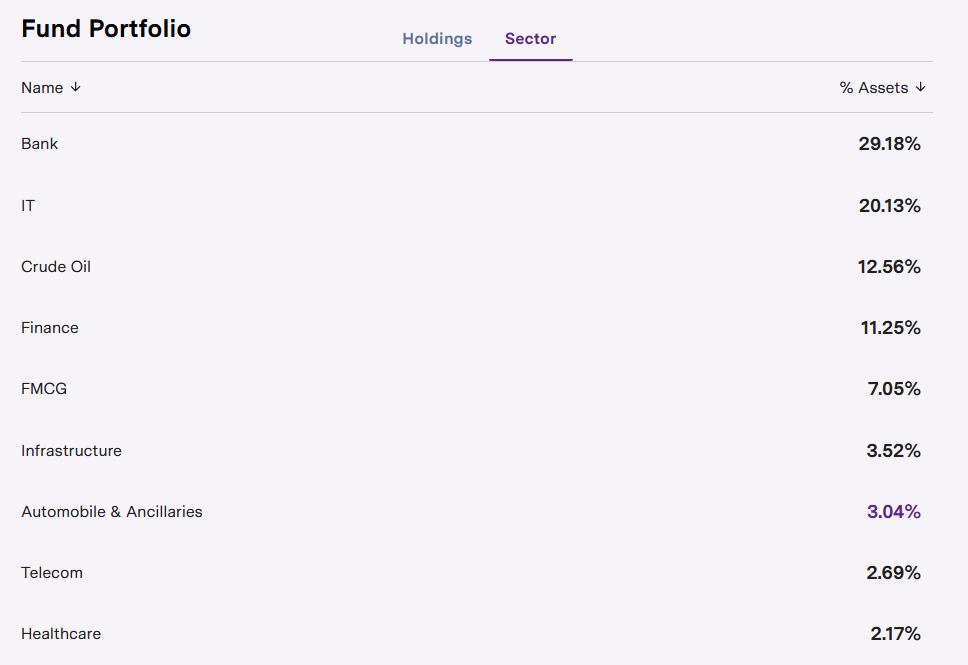 Fund Portfolio
Holdings Sector
Name ↓ % Assets ↓
Bank 29.18%
IT 20.13%
Crude Oil 12.56%
Finance 11.25%
FMCG 7.05%
Infrastructure 3.52%
Automobile & Ancillaries 3.04%
Telecom 2.69%
Healthcare 2.17%